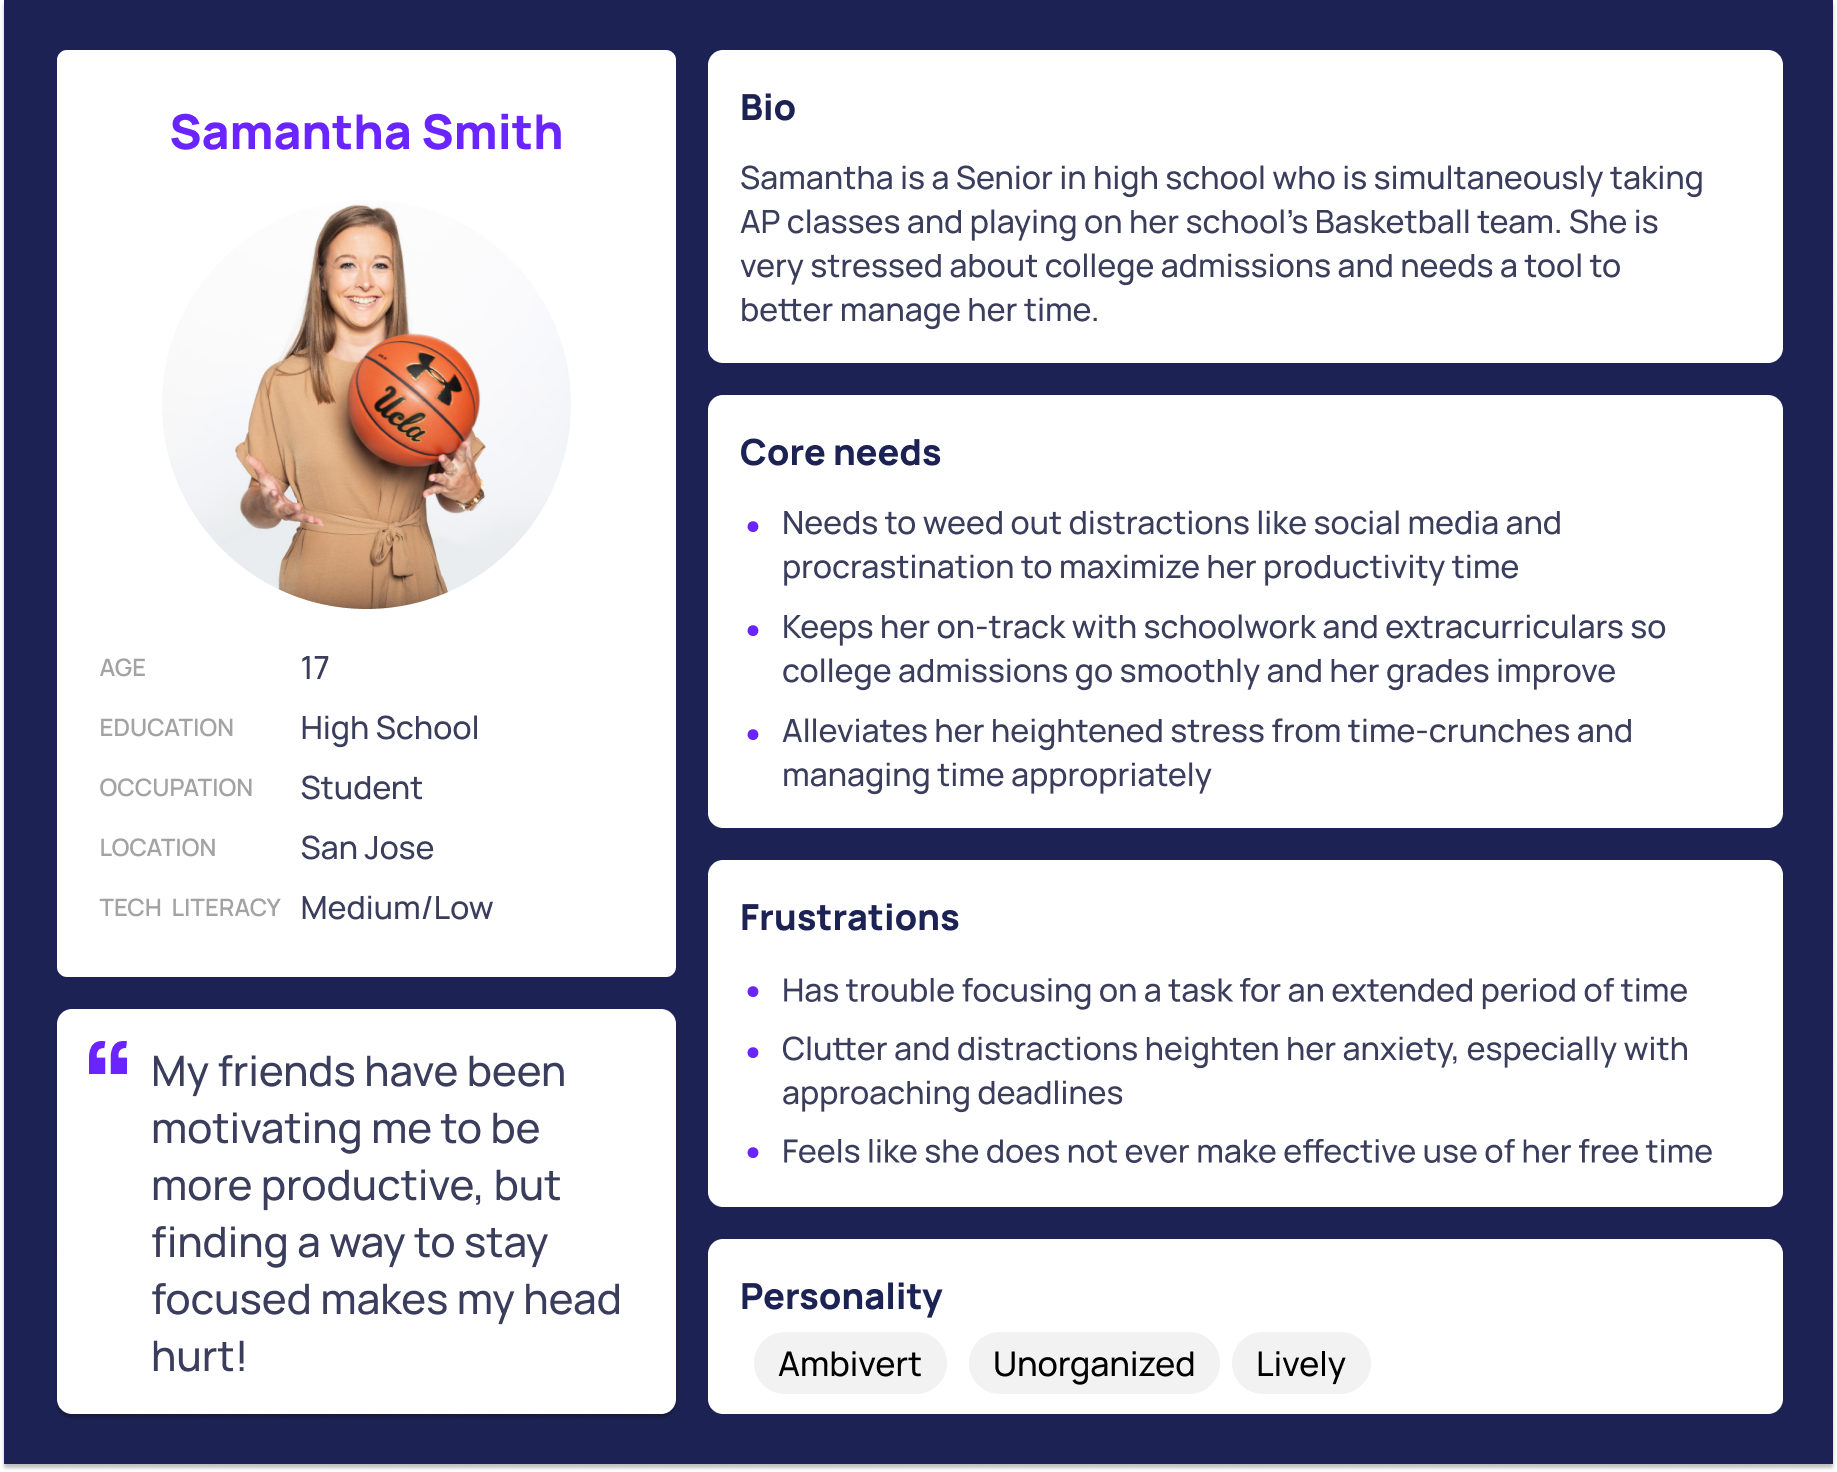 Samantha Smith
Ucla
AGE 17
EDUCATION High School
OCCUPATION Student
LOCATION San Jose
TECH LITERACY Medium/Low
“ My friends have been
motivating me to be
more productive, but
finding a way to stay
focused makes my head
hurt!
Bio
Samantha is a Senior in high school who is simultaneously taking
AP classes and playing on her school's Basketball team. She is
very stressed about college admissions and needs a tool to
better manage her time.
Core needs
• Needs to weed out distractions like social media and
procrastination to maximize her productivity time
• Keeps her on-track with schoolwork and extracurriculars so
college admissions go smoothly and her grades improve
• Alleviates her heightened stress from time-crunches and
managing time appropriately
Frustrations
• Has trouble focusing on a task for an extended period of time
• Clutter and distractions heighten her anxiety, especially with
approaching deadlines
• Feels like she does not ever make effective use of her free time
Personality
Ambivert Unorganized Lively